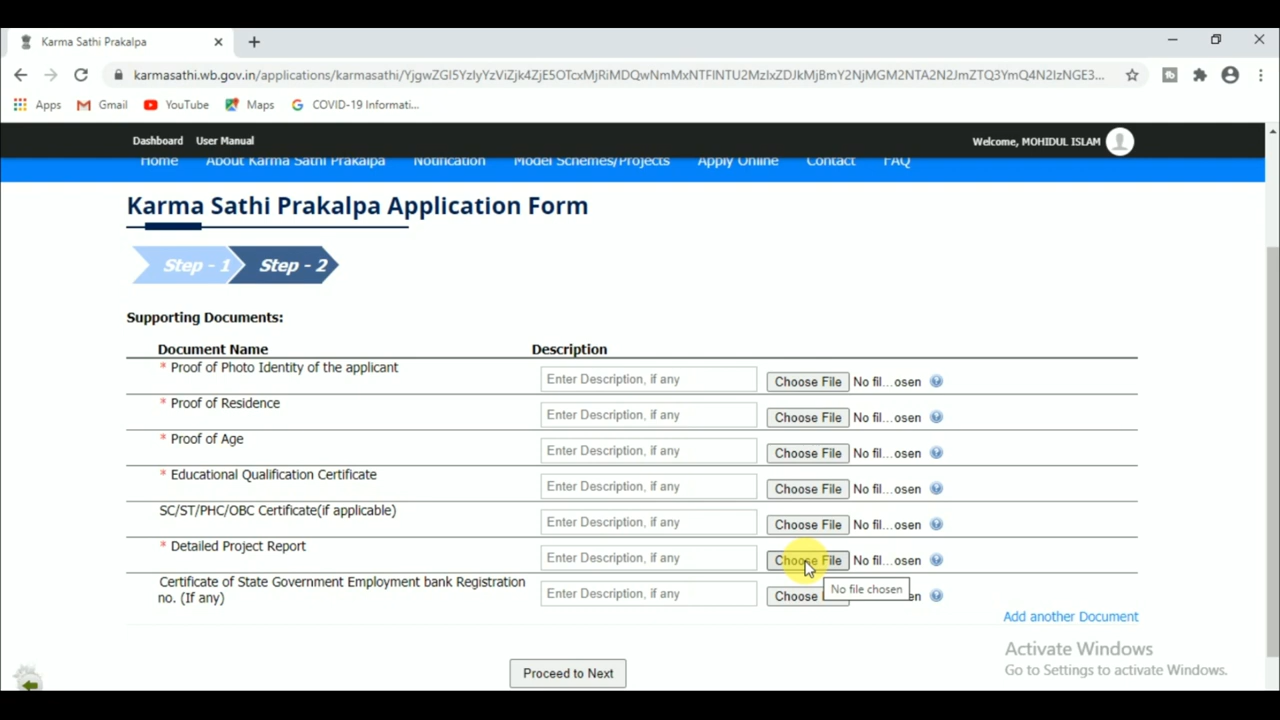 Karma Sathi Prakalpa
Apps Gmail YouTube Maps COVID-19 Informati...
Dashboard User Manual
Welcome, MOHIDUL ISLAM
Home About Karma Sathi Prakalpa Notification Model Schemes/Projects Apply Online Contact FAQ
Karma Sathi Prakalpa Application Form
Step - 1 Step - 2
Supporting Documents:
Document Name Description
* Proof of Photo Identity of the applicant Enter Description, if any Choose File No fil...osen
* Proof of Residence Enter Description, if any Choose File No fil...osen
* Proof of Age Enter Description, if any Choose File No fil...osen
* Educational Qualification Certificate Enter Description, if any Choose File No fil...osen
SC/ST/PHC/OBC Certificate(if applicable) Enter Description, if any Choose File No fil...osen
* Detailed Project Report Enter Description, if any Choose File No fil...osen
No file chosen
Certificate of State Government Employment bank Registration Enter Description, if any Choose en
no. (If any)
Add another Document
Activate Windows
Go to Settings to activate Windows.
Proceed to Next